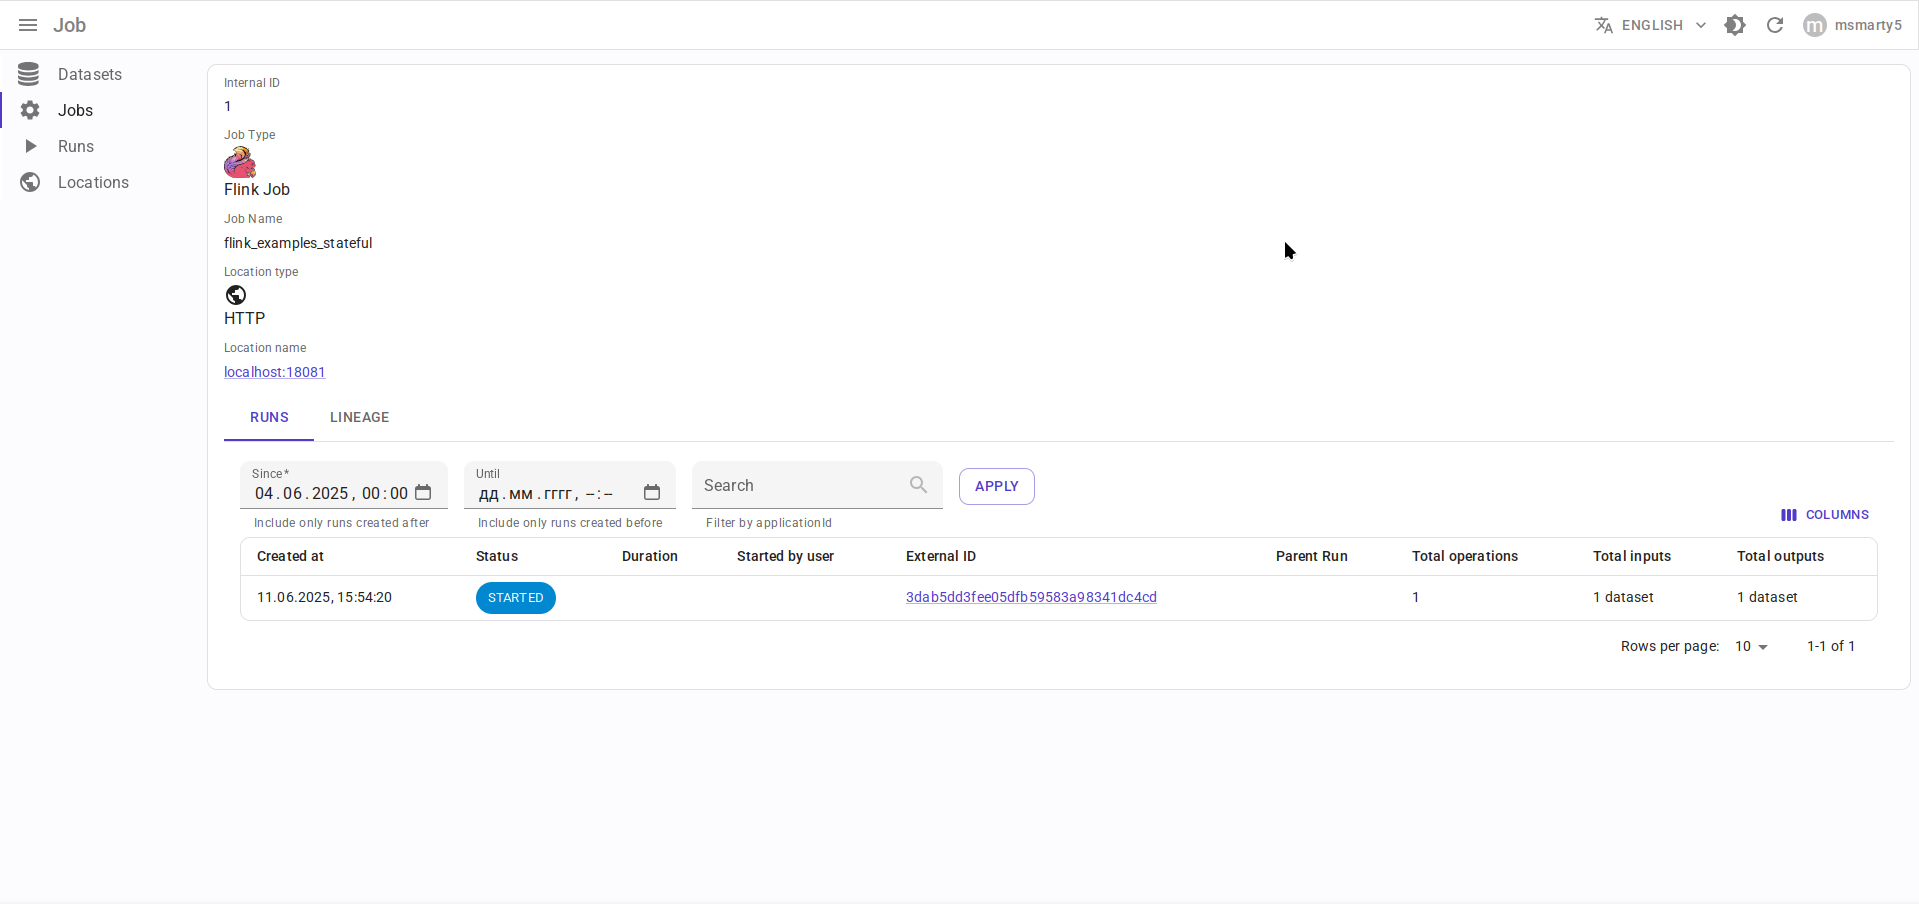 Job
ENGLISH
m
msmarty5
Datasets
Jobs
Runs
Locations
Internal ID
1
Job Type
Flink Job
Job Name
flink_examples_stateful
Location type
HTTP
Location name
localhost:18081
RUNS LINEAGE
Since*
04.06.2025, 00:00
Include only runs created after
Until
дд.мм.гггг, --:--
Include only runs created before
Search
Filter by applicationId
APPLY
COLUMNS
Created at Status Duration Started by user External ID Parent Run Total operations Total inputs Total outputs
11.06.2025, 15:54:20 STARTED 3dab5dd3fee05dfb59583a98341dc4cd 1 1 dataset 1 dataset
Rows per page: 10 1-1 of 1